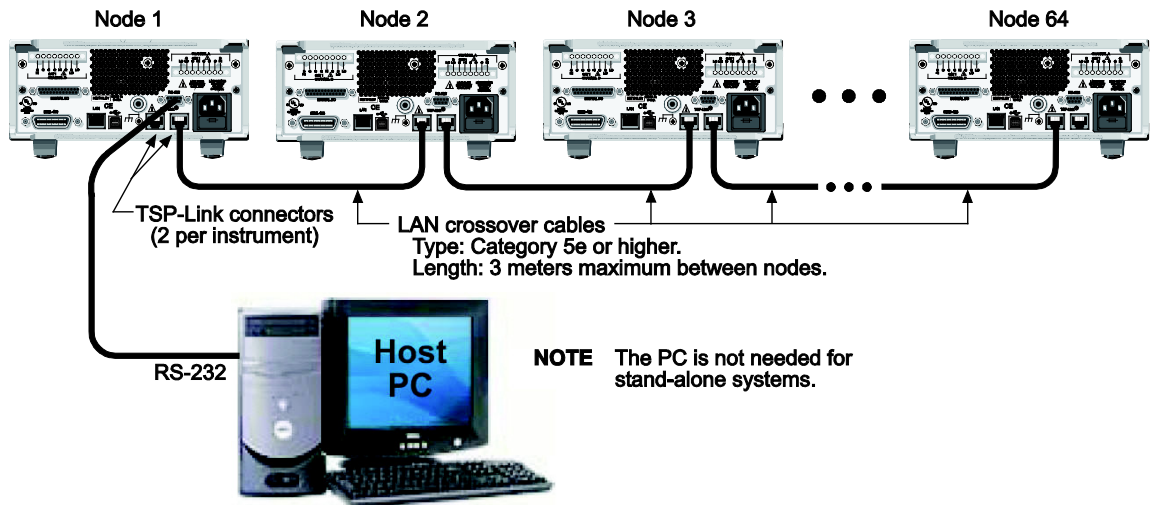 Node 1
Node 2
Node 3
Node 64
TSP-Link connectors
(2 per instrument)
LAN crossover cables
Type: Category 5e or higher.
Length: 3 meters maximum between nodes.
RS-232
Host
PC
NOTE The PC is not needed for
stand-alone systems.